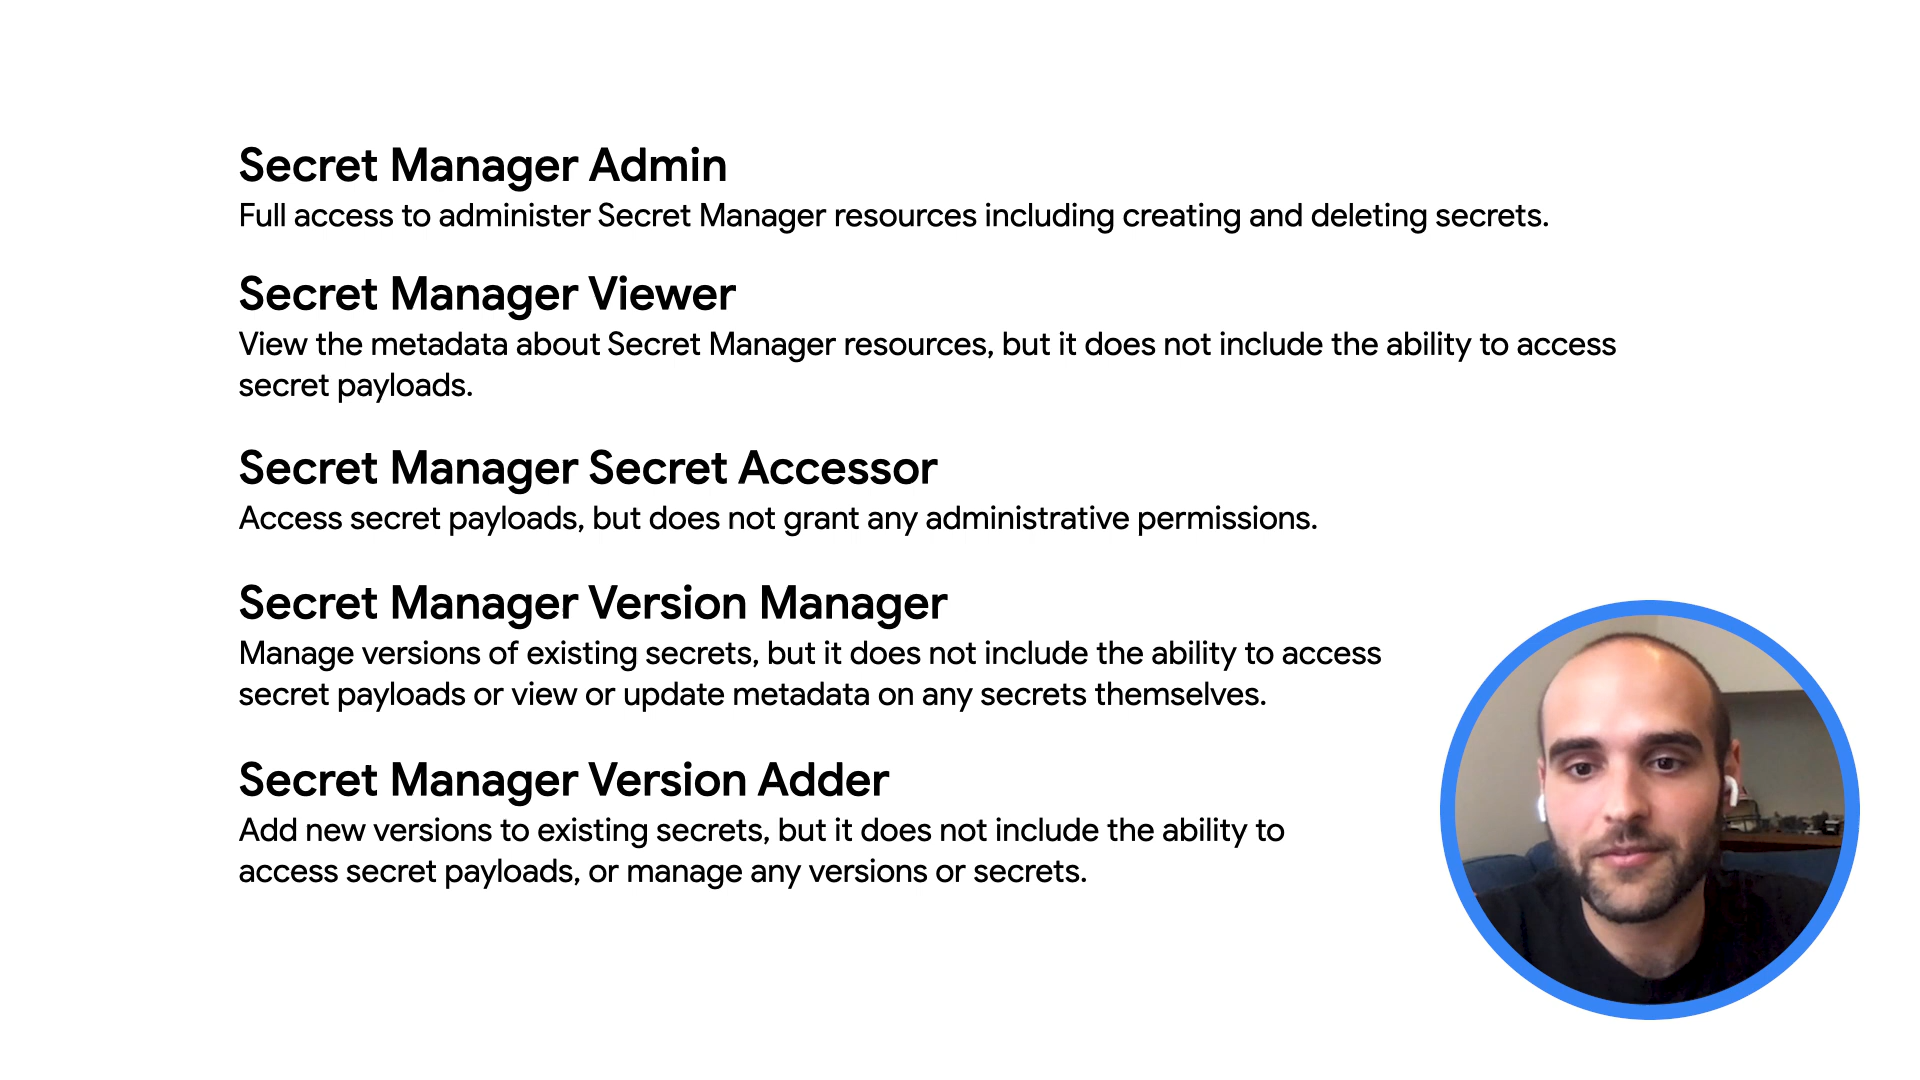 Secret Manager Admin
Full access to administer Secret Manager resources including creating and deleting secrets.
Secret Manager Viewer
View the metadata about Secret Manager resources, but it does not include the ability to access
secret payloads.
Secret Manager Secret Accessor
Access secret payloads, but does not grant any administrative permissions.
Secret Manager Version Manager
Manage versions of existing secrets, but it does not include the ability to access
secret payloads or view or update metadata on any secrets themselves.
Secret Manager Version Adder
Add new versions to existing secrets, but it does not include the ability to
access secret payloads, or manage any versions or secrets.